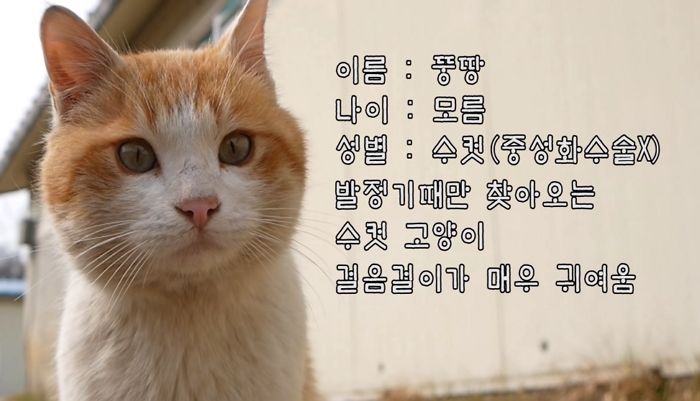 이름 : 퐁땅
나이 : 모름
성별 : 수컷(중성화수술X)
발정기때만 찾아오는
수컷 고양이
걸음걸이가 매우 귀여움